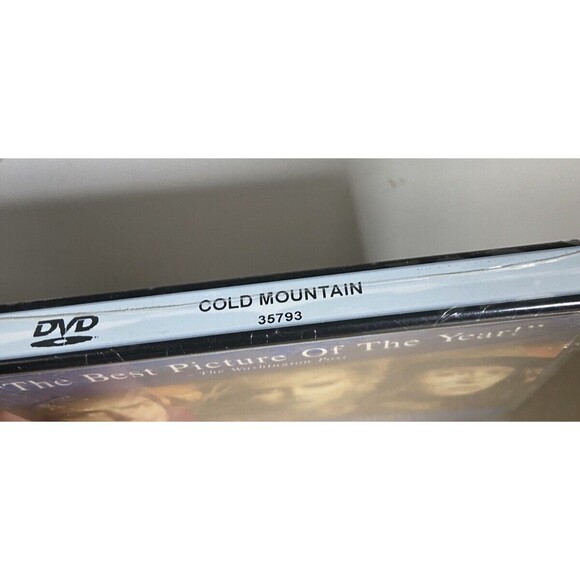 COLD MOUNTAIN
35793
DVD
"The Best Picture Of The Year!"
The Washington Post